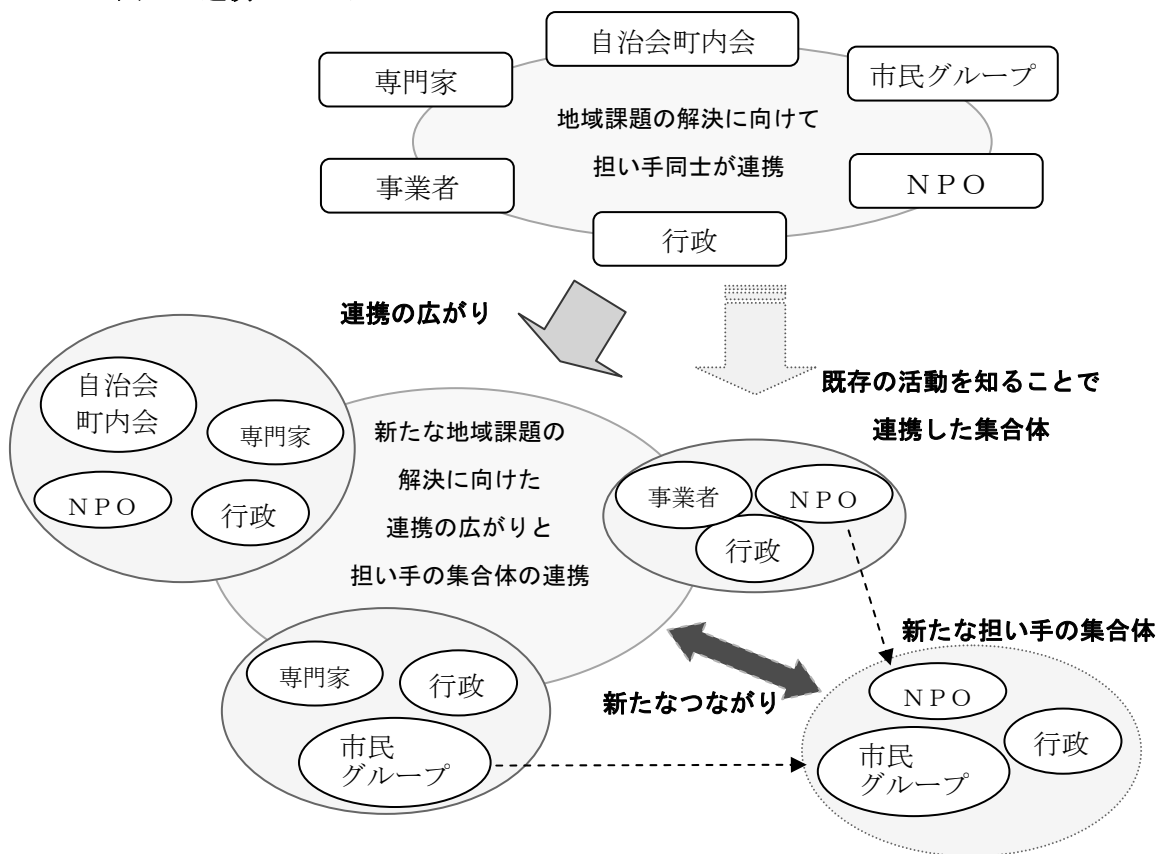 自治会町内会
専門家
市民グループ
地域課題の解決に向けて
担い手同士が連携
事業者
ＮＰＯ
行政
連携の広がり
既存の活動を知ることで
連携した集合体
自治会
町内会
専門家
ＮＰＯ
行政
新たな地域課題の
解決に向けた
連携の広がりと
担い手の集合体の連携
事業者
ＮＰＯ
行政
新たな担い手の集合体
専門家
行政
市民
グループ
新たなつながり
ＮＰＯ
行政
市民
グループ